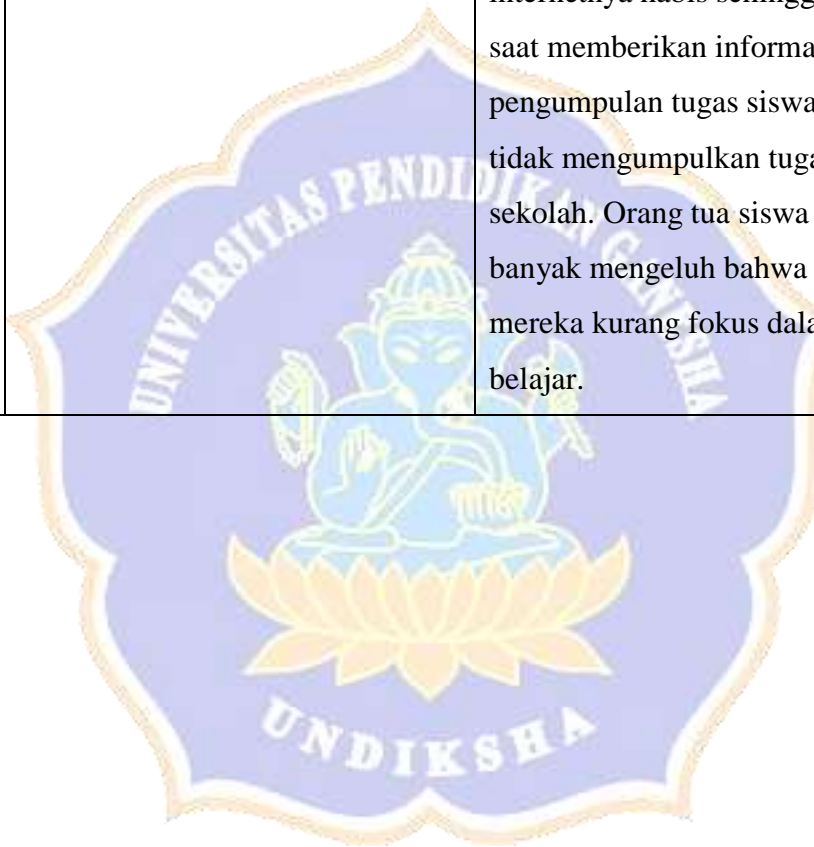 saat memberikan informa
pengumpulan tugas siswa
tidak mengumpulkan tuga
sekolah. Orang tua siswa
banyak mengeluh bahwa
mereka kurang fokus dala
belajar.
UNIVERSITAS PENDIDIKAN GANESHA
UNDIKSHA